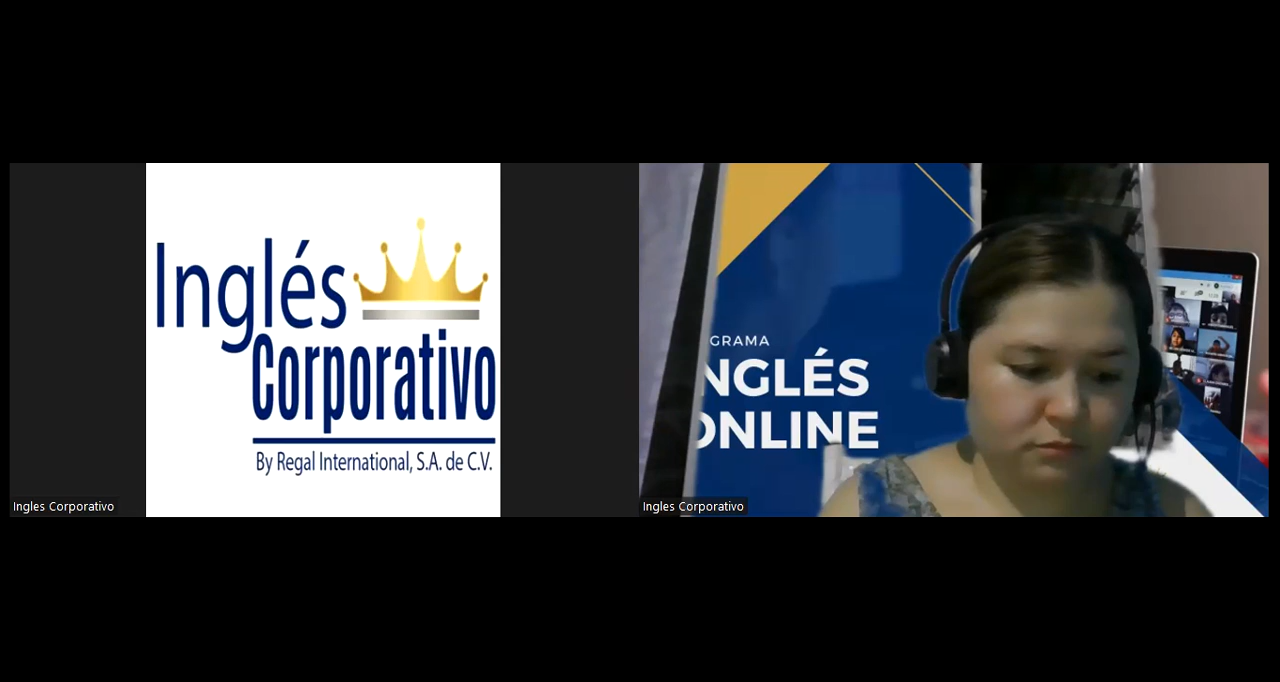 Inglés
Corporativo
By Regal International, S.A. de C.V.
Ingles Corporativo
GRAMA
NGLÉS
ONLINE
Ingles Corporativo